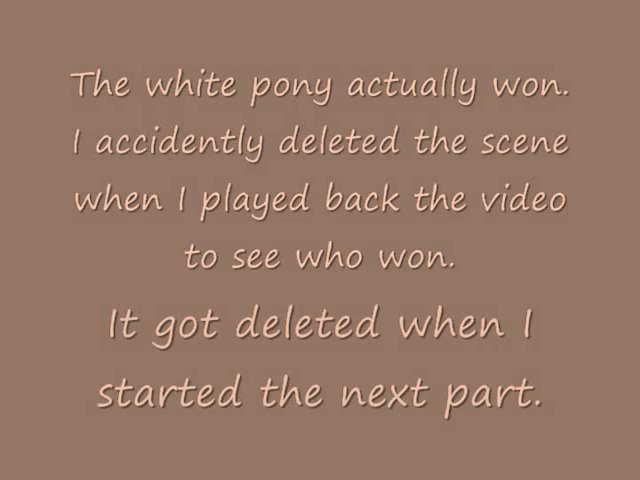 The white pony actually won.
I accidently deleted the scene
when I played back the video
to see who won.
It got deleted when I
started the next part.